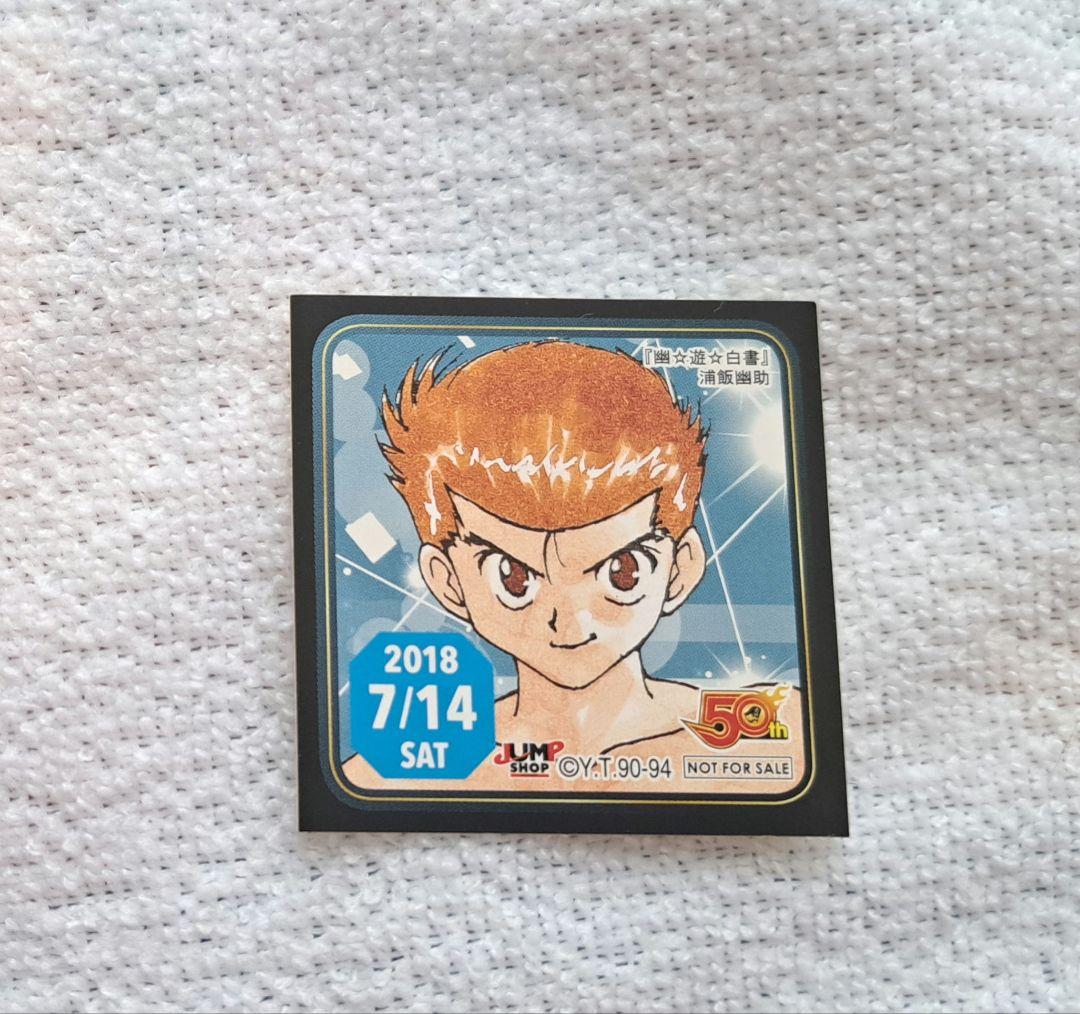 『幽☆遊☆白書』
浦飯幽助
2018
7/14
SAT
JUMP
SHOP
©Y.T.90-94
50th
NOT FOR SALE